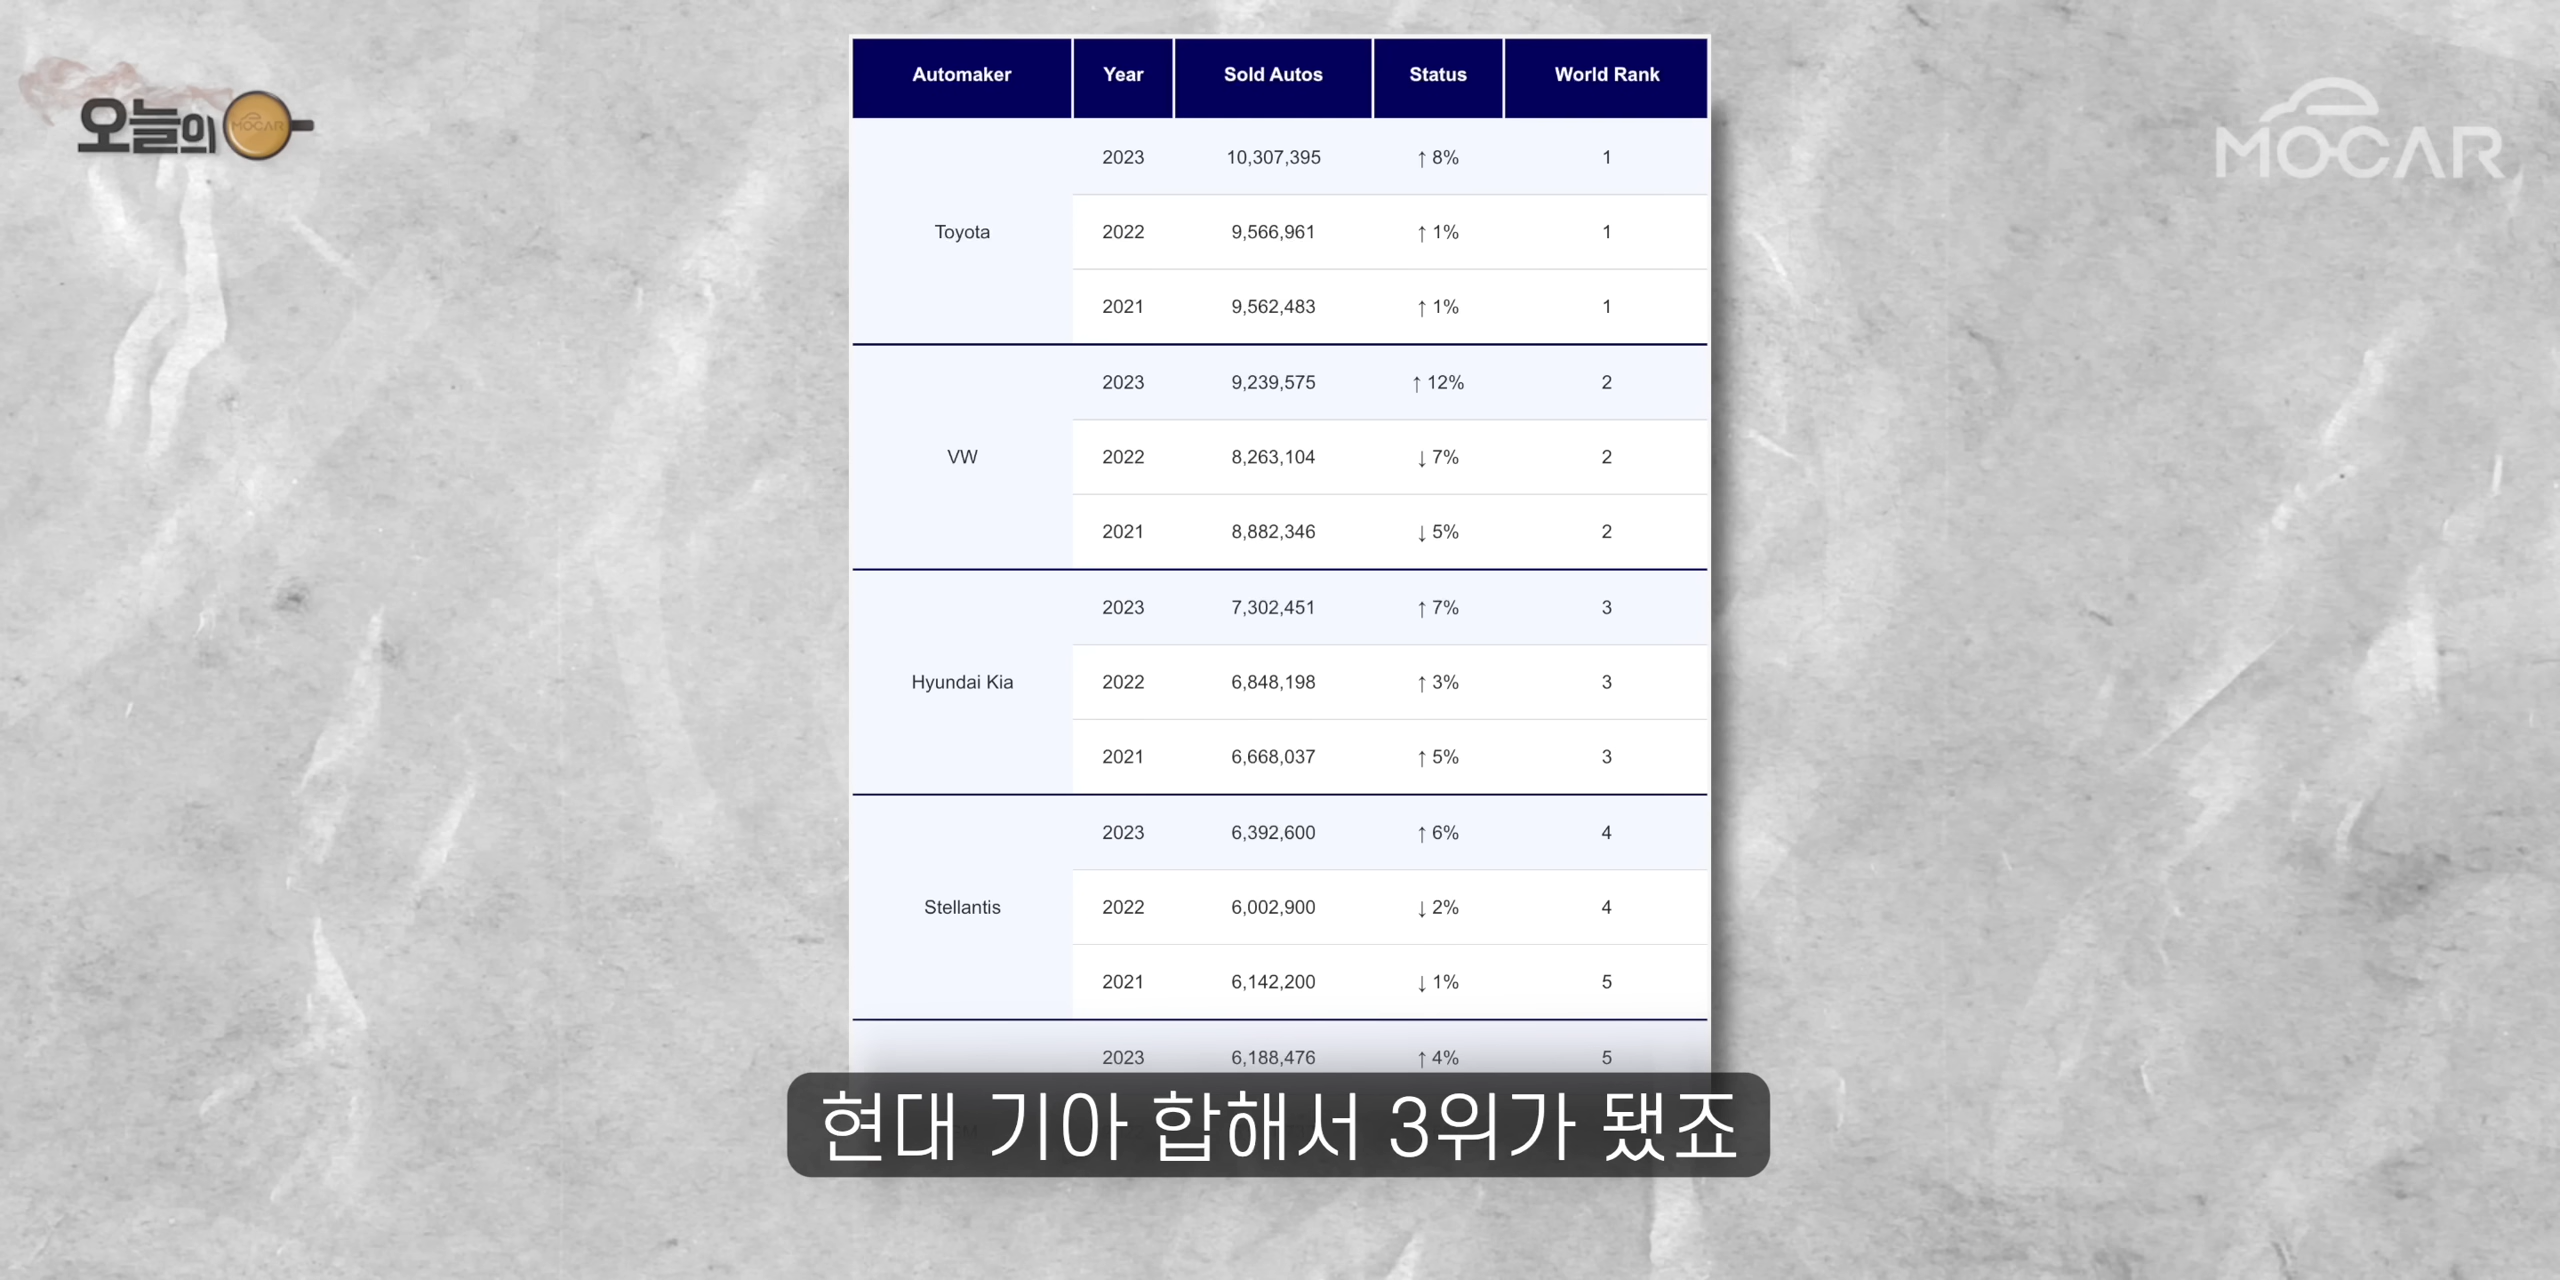 오늘의 MOCAR
MOCAR
Automaker Year Sold Autos Status World Rank
Toyota
2023 10,307,395 ↑ 8% 1
2022 9,566,961 ↑ 1% 1
2021 9,562,483 ↑ 1% 1
VW
2023 9,239,575 ↑ 12% 2
2022 8,263,104 ↓ 7% 2
2021 8,882,346 ↓ 5% 2
Hyundai Kia
2023 7,302,451 ↑ 7% 3
2022 6,848,198 ↑ 3% 3
2021 6,668,037 ↑ 5% 3
Stellantis
2023 6,392,600 ↑ 6% 4
2022 6,002,900 ↓ 2% 4
2021 6,142,200 ↓ 1% 5
2023 6,188,476 ↑ 4% 5
현대 기아 합해서 3위가 됐죠